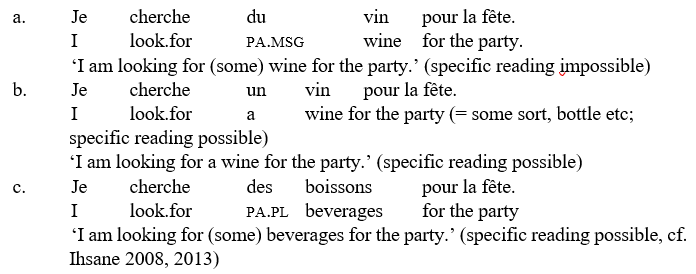 a. Je cherche du vin pour la fête.
I look.for PA.MSG wine for the party.
‘I am looking for (some) wine for the party.’ (specific reading impossible)
b. Je cherche un vin pour la fête.
I look.for a wine for the party (= some sort, bottle etc;
specific reading possible)
‘I am looking for a wine for the party.’ (specific reading possible)
c. Je cherche des boissons pour la fête.
I look.for PA.PL beverages for the party
‘I am looking for (some) beverages for the party.’ (specific reading possible, cf.
Ihsane 2008, 2013)